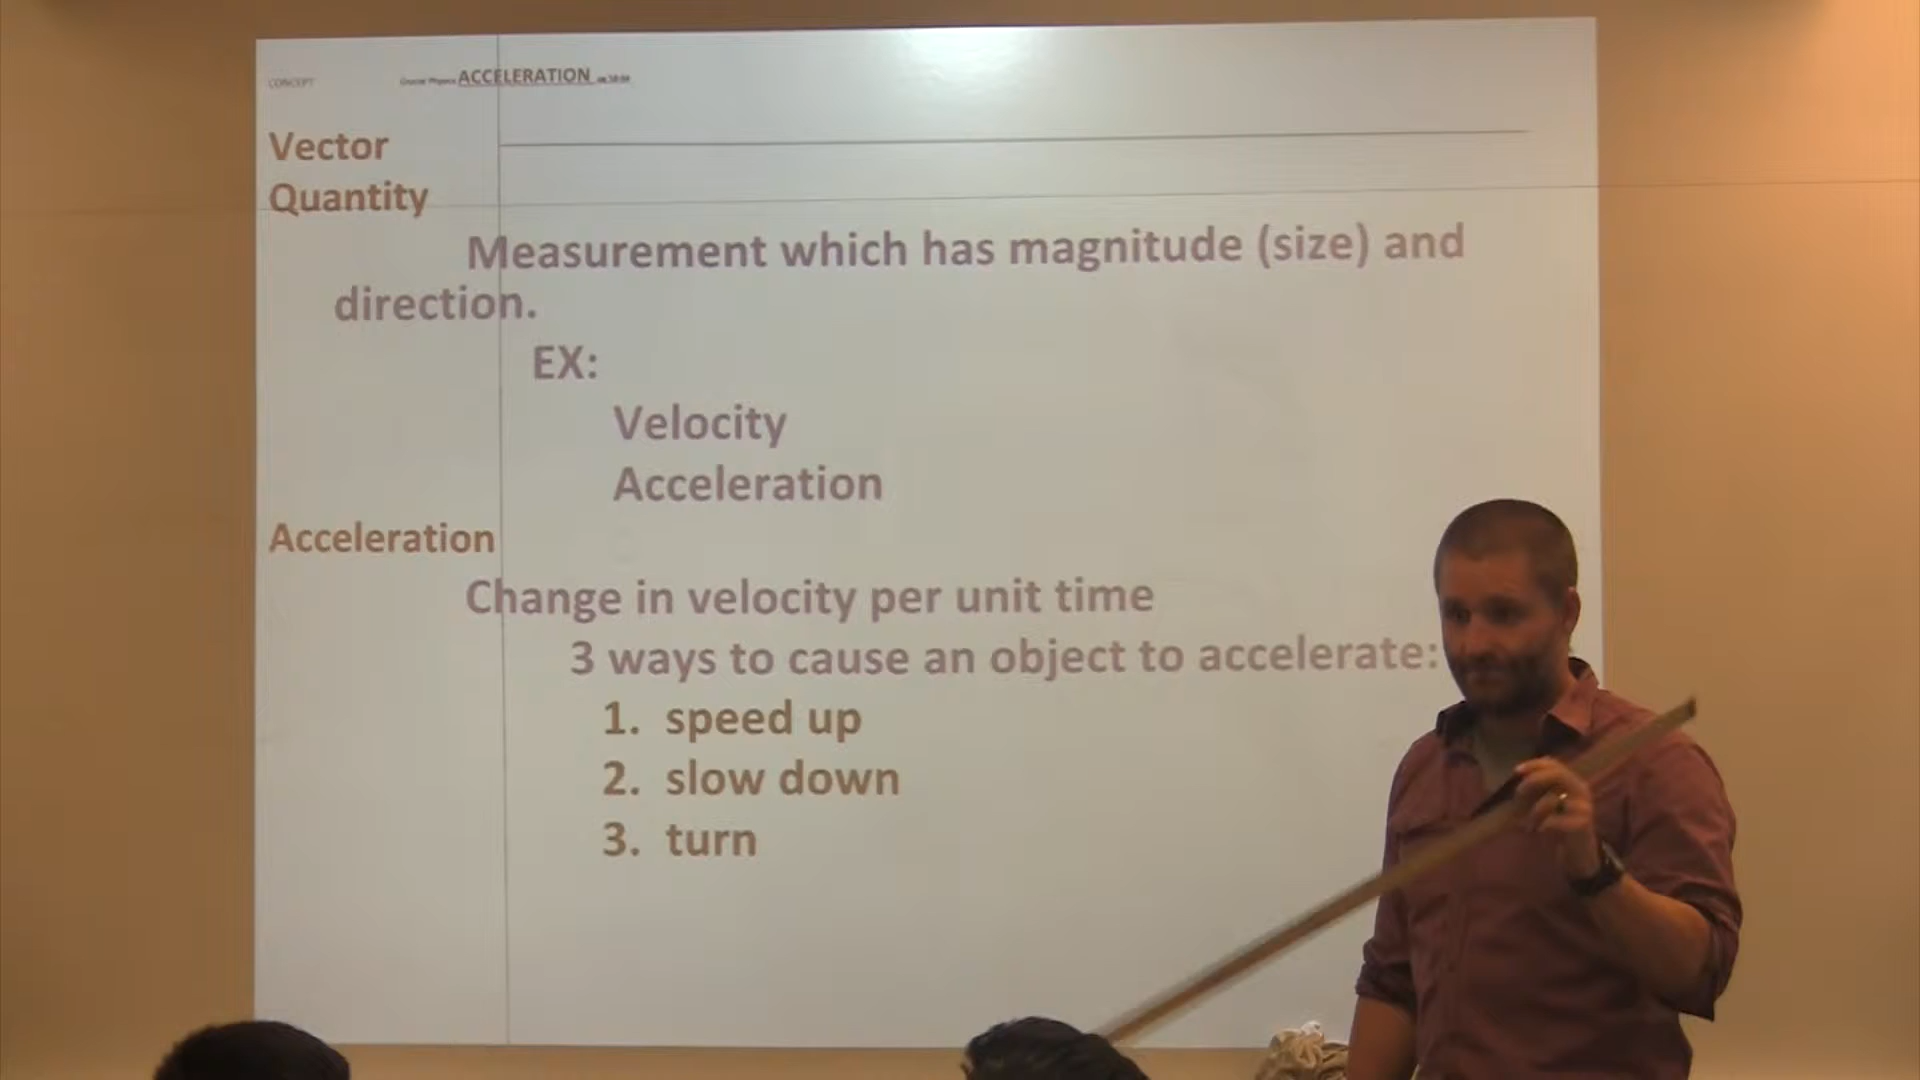 CONCEPT
ACCELERATION
Vector
Quantity
Measurement which has magnitude (size) and
direction.
EX:
Velocity
Acceleration
Acceleration
Change in velocity per unit time
3 ways to cause an object to accelerate:
1. speed up
2. slow down
3. turn